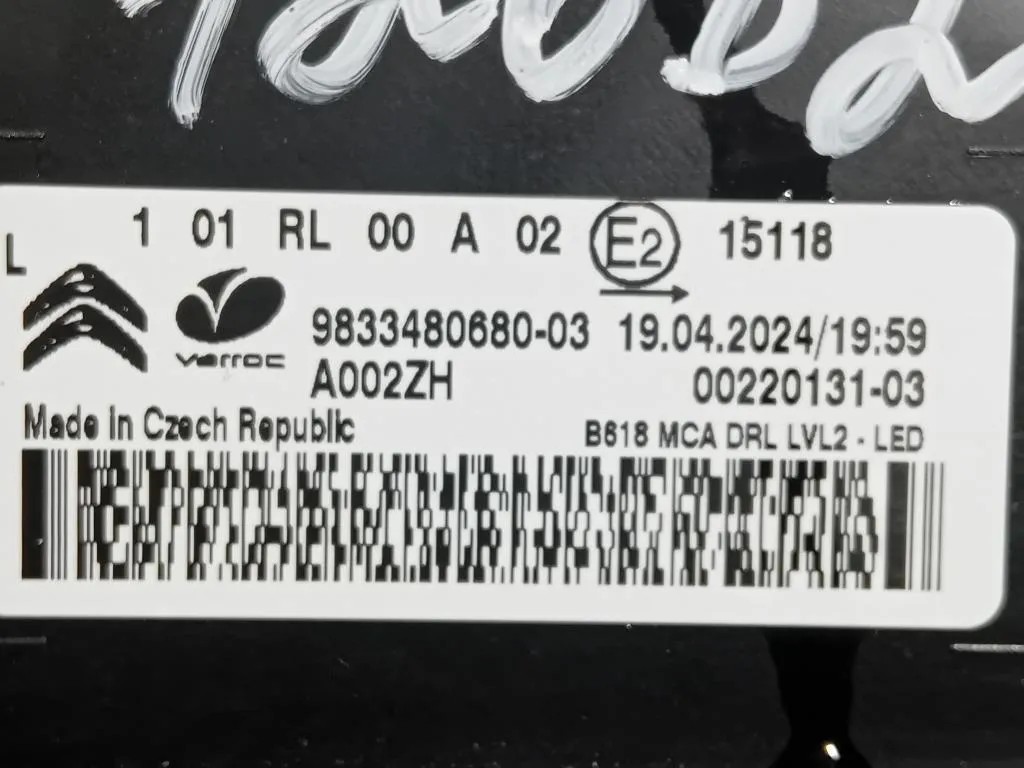 L 1 01 RL 00 A 02 E2 15118
varroc
9833480680-03 19.04.2024/19:59
A002ZH 00220131-03
Made in Czech Republic B618 MCA DRL LVL2 - LED